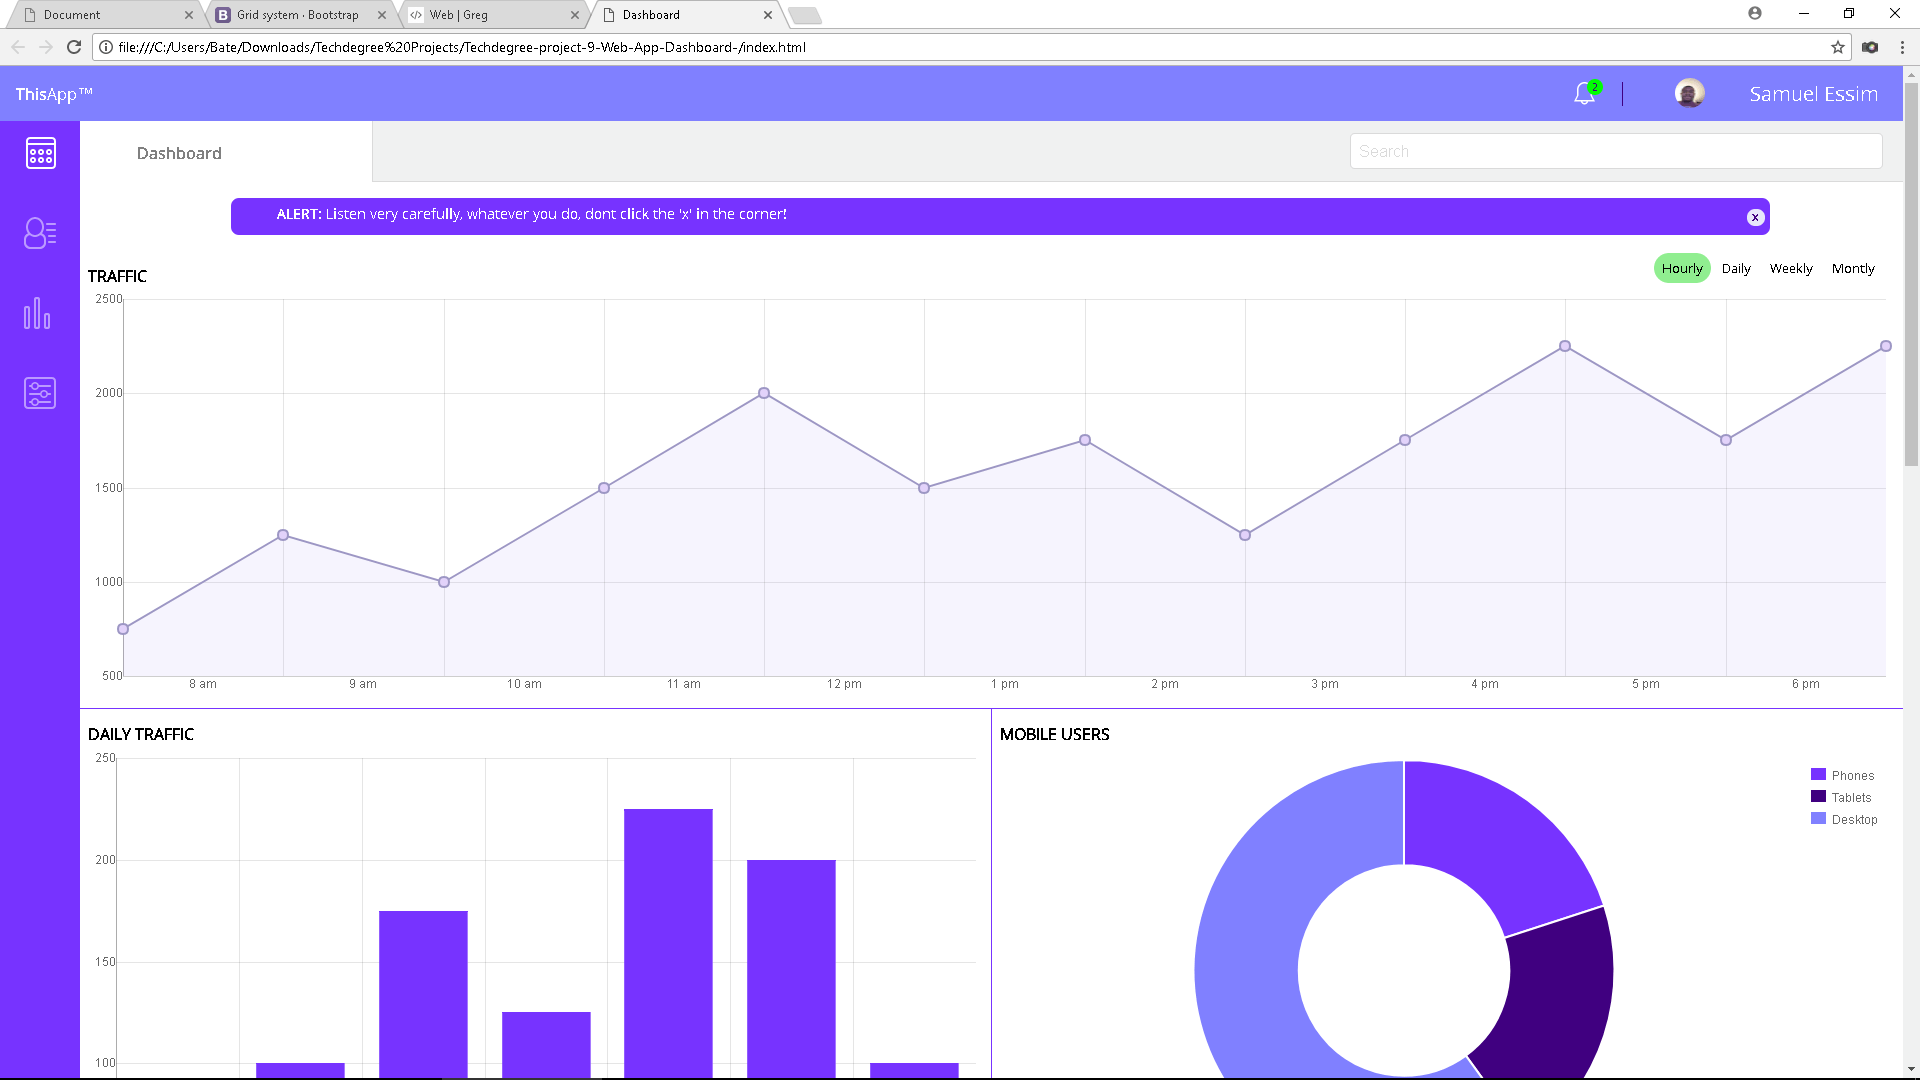 Document
Grid system · Bootstrap
Web | Greg
Dashboard
file:///C:/Users/Bate/Downloads/Techdegree%20Projects/Techdegree-project-9-Web-App-Dashboard-/index.html
ThisApp™
2
Samuel Essim
Dashboard
Search
ALERT: Listen very carefully, whatever you do, dont click the 'x' in the corner!
x
TRAFFIC
Hourly Daily Weekly Montly
2500
2000
1500
1000
500
8 am 9 am 10 am 11 am 12 pm 1 pm 2 pm 3 pm 4 pm 5 pm 6 pm
DAILY TRAFFIC
250
200
150
100
MOBILE USERS
Phones
Tablets
Desktop